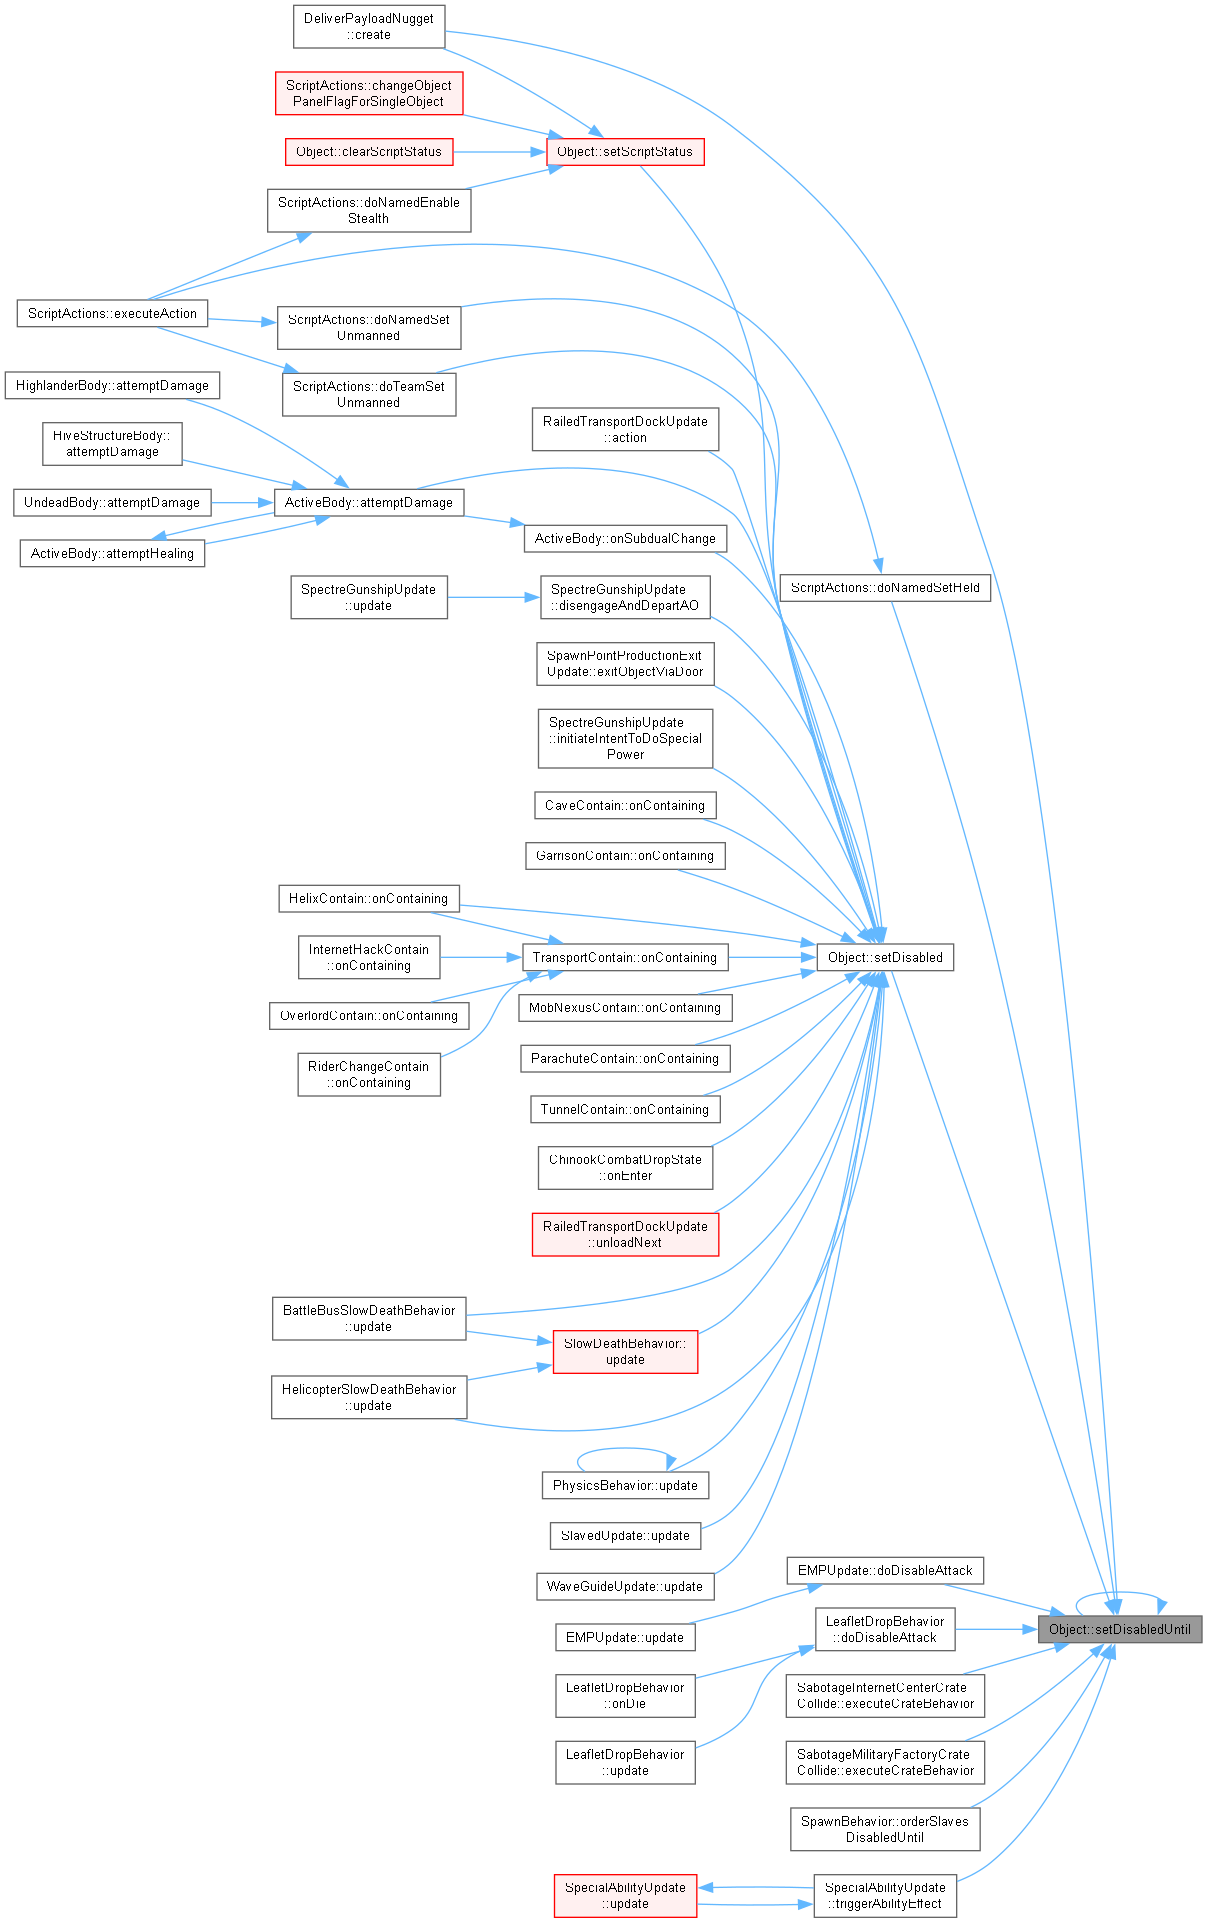 DeliverPayloadNugget
::create
ScriptActions::changeObject
PanelFlagForSingleObject
Object::clearScriptStatus
Object::setScriptStatus
ScriptActions::doNamedEnable
Stealth
ScriptActions::executeAction
ScriptActions::doNamedSet
Unmanned
ScriptActions::doTeamSet
Unmanned
HighlanderBody::attemptDamage
HiveStructureBody::
attemptDamage
UndeadBody::attemptDamage
ActiveBody::attemptHealing
ActiveBody::attemptDamage
RailedTransportDockUpdate
::action
ActiveBody::onSubdualChange
ScriptActions::doNamedSetHeld
SpectreGunshipUpdate
::update
SpectreGunshipUpdate
::disengageAndDepartAO
SpawnPointProductionExit
Update::exitObjectViaDoor
SpectreGunshipUpdate
::initiateIntentToDoSpecial
Power
CaveContain::onContaining
GarrisonContain::onContaining
HelixContain::onContaining
InternetHackContain
::onContaining
TransportContain::onContaining
Object::setDisabled
OverlordContain::onContaining
MobNexusContain::onContaining
RiderChangeContain
::onContaining
ParachuteContain::onContaining
TunnelContain::onContaining
ChinookCombatDropState
::onEnter
RailedTransportDockUpdate
::unloadNext
BattleBusSlowDeathBehavior
::update
SlowDeathBehavior::
update
HelicopterSlowDeathBehavior
::update
PhysicsBehavior::update
SlavedUpdate::update
WaveGuideUpdate::update
EMPUpdate::doDisableAttack
EMPUpdate::update
LeafletDropBehavior
::doDisableAttack
Object::setDisabledUntil
LeafletDropBehavior
::onDie
SabotageInternetCenterCrate
Collide::executeCrateBehavior
LeafletDropBehavior
::update
SabotageMilitaryFactoryCrate
Collide::executeCrateBehavior
SpawnBehavior::orderSlaves
DisabledUntil
SpecialAbilityUpdate
::update
SpecialAbilityUpdate
::triggerAbilityEffect